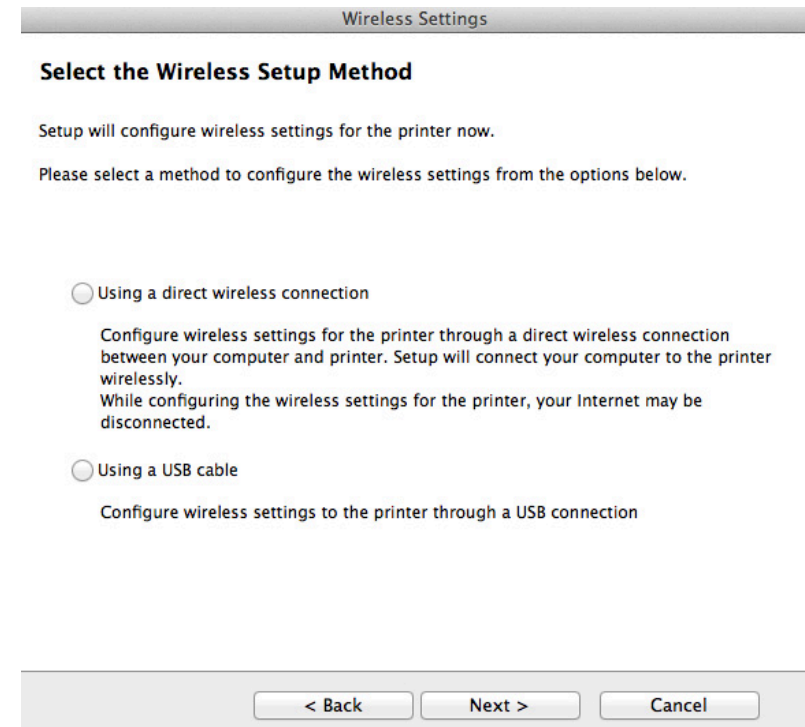 Wireless Settings
Select the Wireless Setup Method
Setup will configure wireless settings for the printer now.
Please select a method to configure the wireless settings from the options below.
Using a direct wireless connection
Configure wireless settings for the printer through a direct wireless connection
between your computer and printer. Setup will connect your computer to the printer
wirelessly.
While configuring the wireless settings for the printer, your Internet may be
disconnected.
Using a USB cable
Configure wireless settings to the printer through a USB connection
< Back Next > Cancel